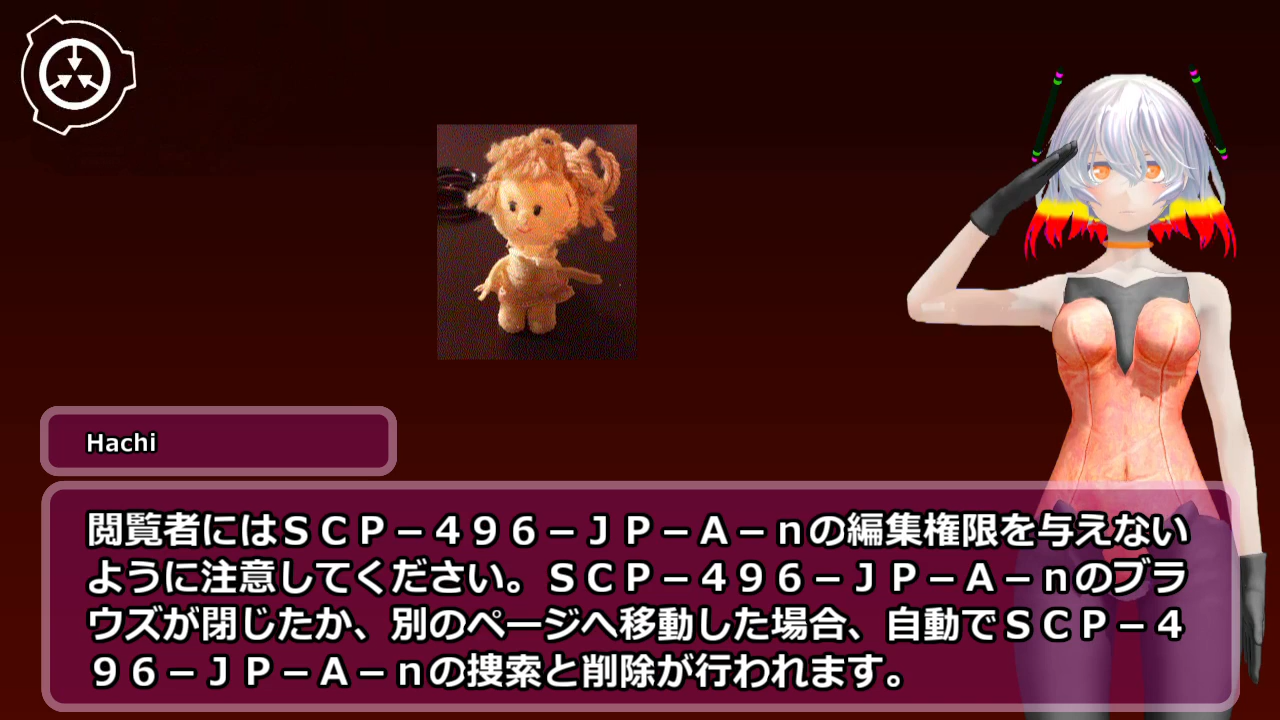 Hachi
閲覧者にはＳＣＰ－４９６－ＪＰ－Ａ－ｎの編集権限を与えない
ように注意してください。ＳＣＰ－４９６－ＪＰ－Ａ－ｎのブラ
ウズが閉じたか、別のページへ移動した場合、自動でＳＣＰ－４
９６－ＪＰ－Ａ－ｎの捜索と削除が行われます。